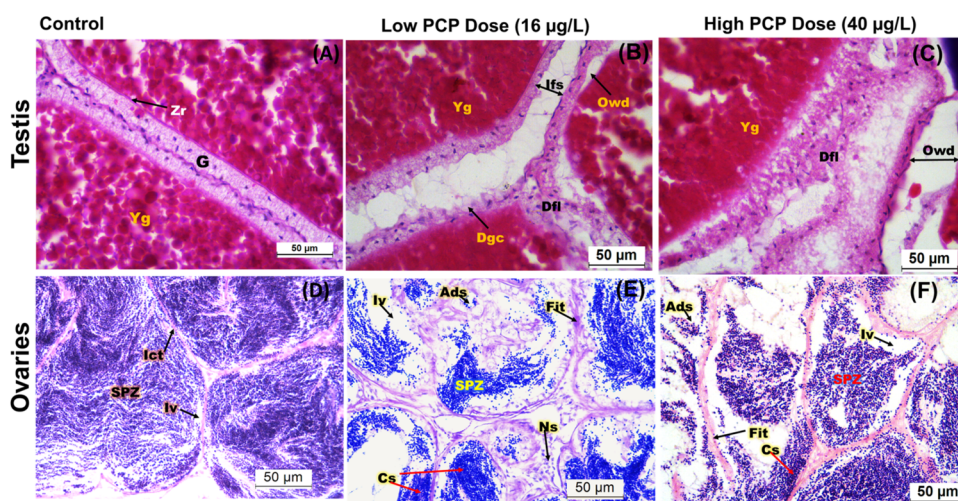 Control Low PCP Dose (16 µg/L) High PCP Dose (40 µg/L)
Testis
(A)
Zr
G
Yg
50 µm
(B)
Ifs
Owd
Yg
Dfl
Dgc
50 µm
(C)
Yg
Dfl
Owd
50 µm
Ovaries
(D)
Ict
SPZ
Iv
50 µm
(E)
Iv
Ads
Fit
SPZ
Ns
Cs
50 µm
(F)
Ads
Iv
SPZ
Fit
Cs
50 µm